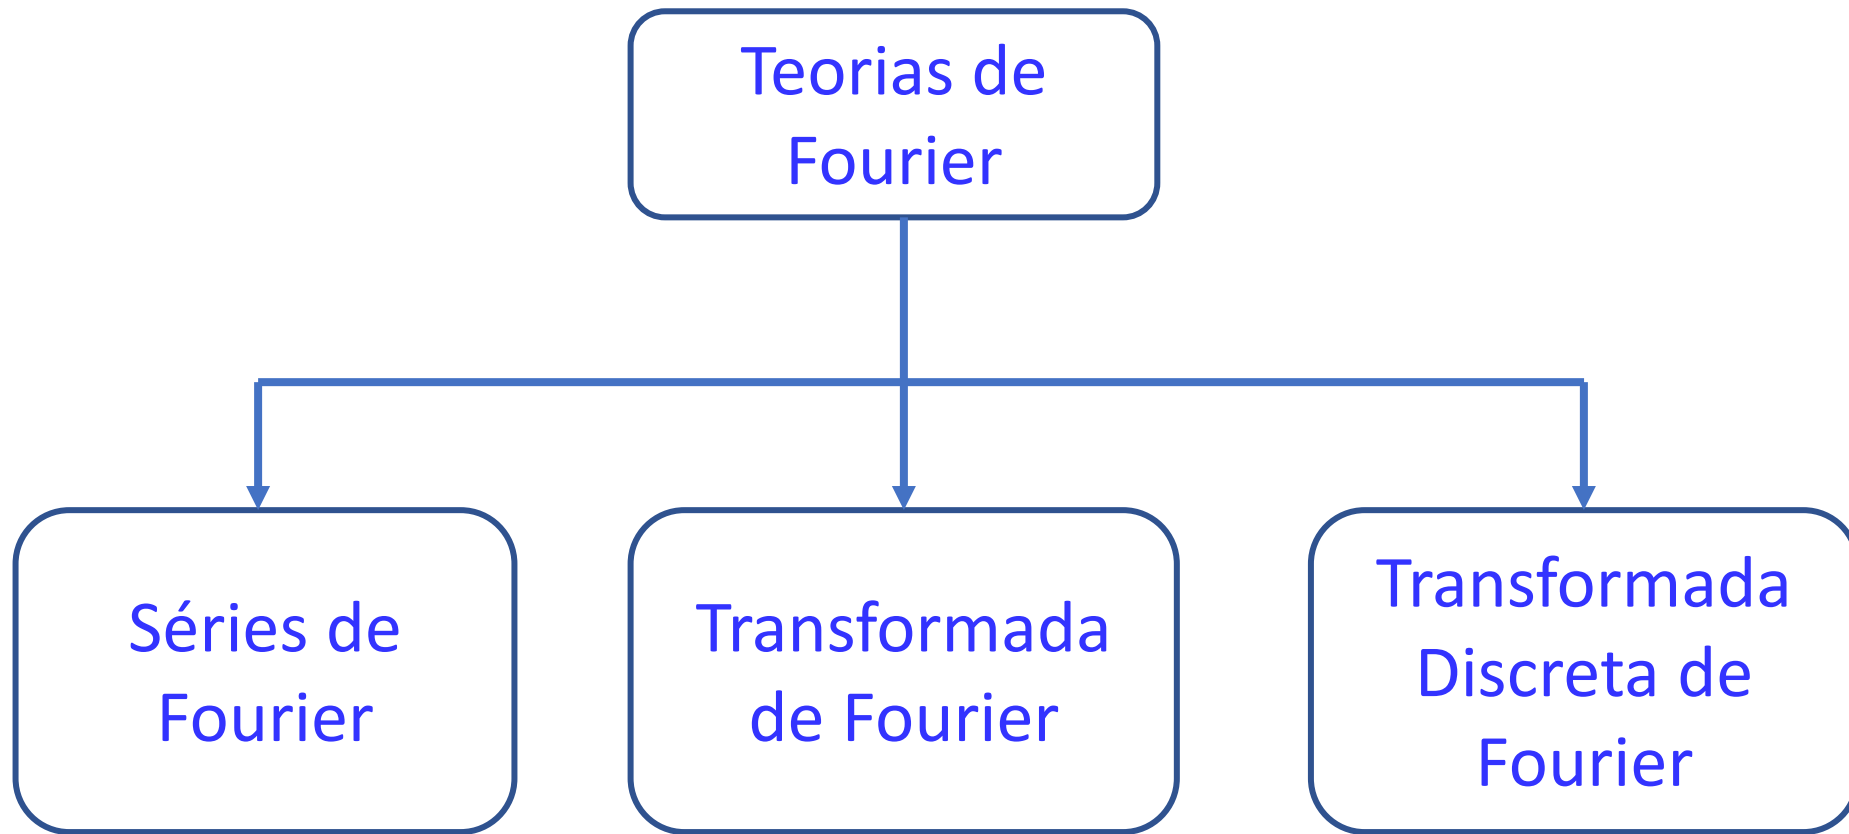 Teorias de
Fourier
Séries de
Fourier
Transformada
de Fourier
Transformada
Discreta de
Fourier